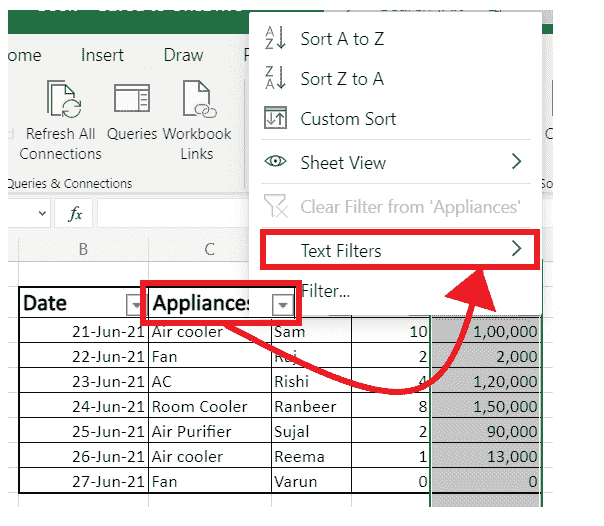 Sort A to Z
Sort Z to A
Custom Sort
Sheet View
Clear Filter from 'Appliances'
Text Filters
Filter...
Insert Draw
Refresh All Connections
Queries
Workbook Links
Queries & Connections
fx
B C
Date Appliances
21-Jun-21 Air cooler Sam 10 1,00,000
22-Jun-21 Fan 2 2,000
23-Jun-21 AC Rishi 4 1,20,000
24-Jun-21 Room Cooler Ranbeer 8 1,50,000
25-Jun-21 Air Purifier Sujal 2 90,000
26-Jun-21 Air cooler Reema 1 13,000
27-Jun-21 Fan Varun 0 0